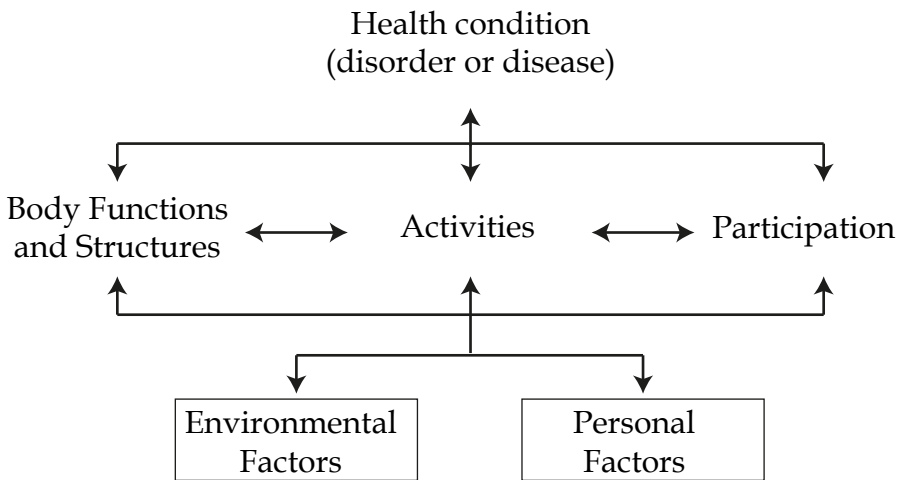 Health condition
(disorder or disease)
Body Functions
and Structures
Activities
Participation
Environmental
Factors
Personal
Factors